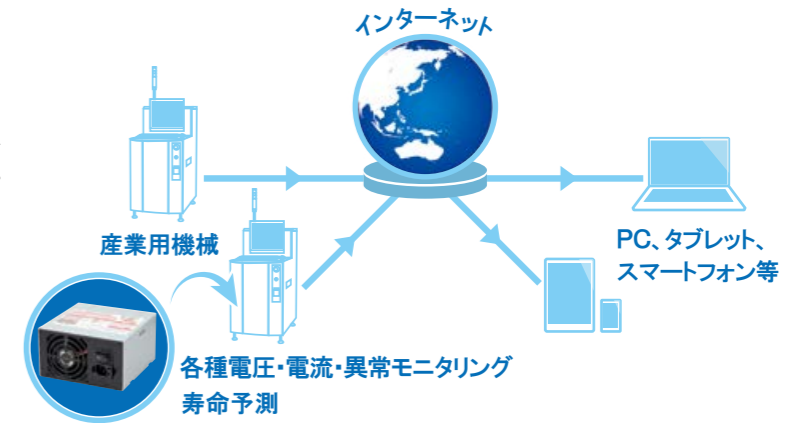 インターネット
産業用機械
PC、タブレット、
スマートフォン等
各種電圧・電流・異常モニタリング
寿命予測